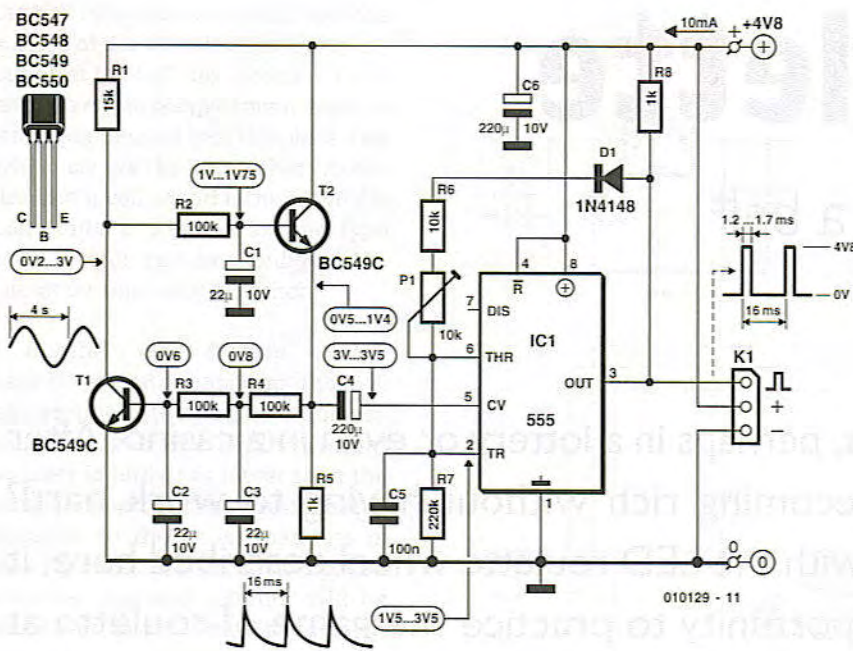 BC547
BC548
BC549
BC550
C
B
E
R1
15k
0V2...3V
4 s
R2
100k
1V...1V75
C1
22µ
10V
T2
BC549C
0V5...1V4
3V...3V5
T1
BC549C
0V6
R3
100k
0V8
R4
100k
C4
220µ
10V
C2
22µ
10V
C3
22µ
10V
R5
1k
C5
100n
16 ms
C6
220µ
10V
R6
10k
P1
10k
R7
220k
1V5...3V5
D1
1N4148
R8
1k
10mA
+
+4V8
4
R
8
7
DIS
6
THR
5
CV
2
TR
IC1
555
OUT
3
1
1.2 ...1.7 ms
4V8
0V
16 ms
K1
+
–
0
0
010129 - 11